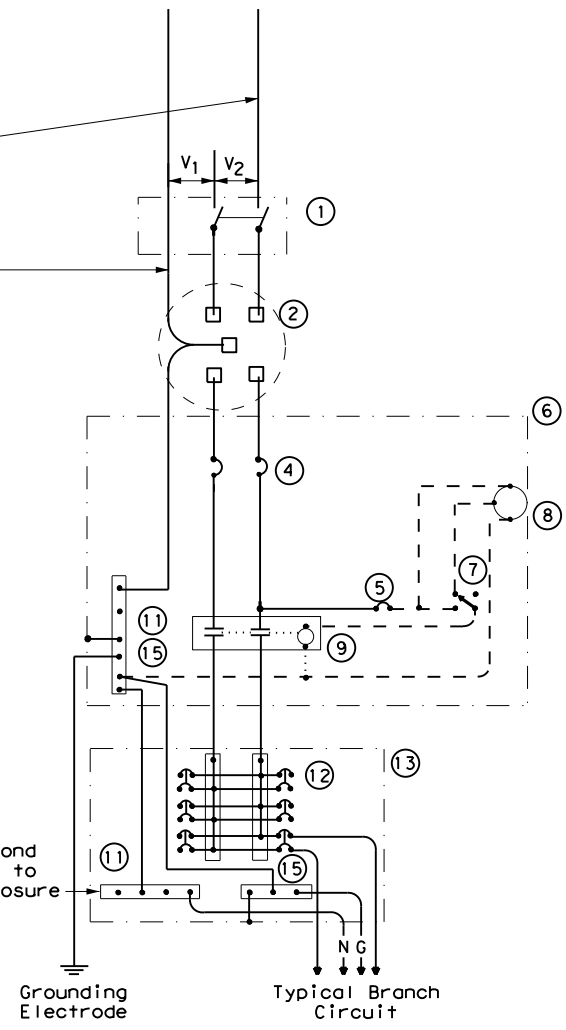 V1 V2
1
2
6
4
8
7
5
11
15
9
13
12
ond
to
osure
11
15
N G
Grounding
Electrode
Typical Branch
Circuit